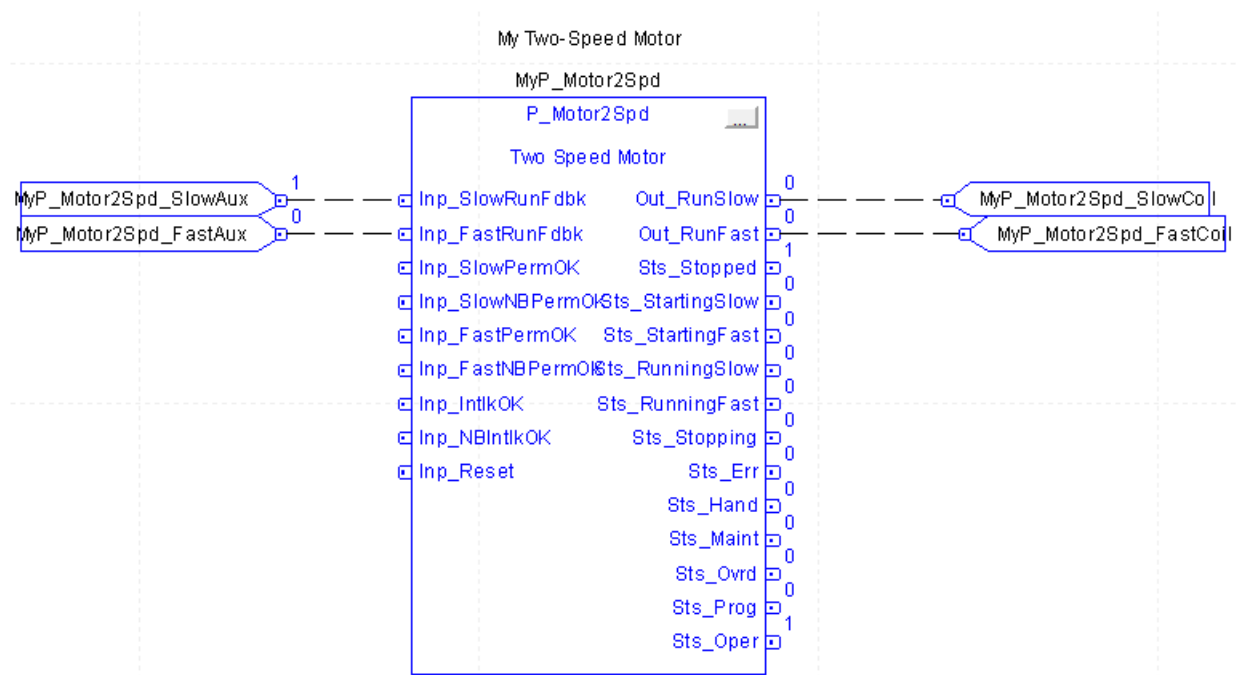 My Two-Speed Motor
MyP_Motor2Spd
P_Motor2Spd ...
Two Speed Motor
MyP_Motor2Spd_SlowAux 1 Inp_SlowRunFdbk Out_RunSlow 0 MyP_Motor2Spd_SlowCoil
MyP_Motor2Spd_FastAux 0 Inp_FastRunFdbk Out_RunFast 0 MyP_Motor2Spd_FastCoil
Inp_SlowPermOK Sts_Stopped 1
Inp_SlowNBPermOK Sts_StartingSlow 0
Inp_FastPermOK Sts_StartingFast 0
Inp_FastNBPermOK Sts_RunningSlow 0
Inp_IntlkOK Sts_RunningFast 0
Inp_NBIntlkOK Sts_Stopping 0
Inp_Reset Sts_Err 0
Sts_Hand 0
Sts_Maint 0
Sts_Ovrd 0
Sts_Prog 0
Sts_Oper 1